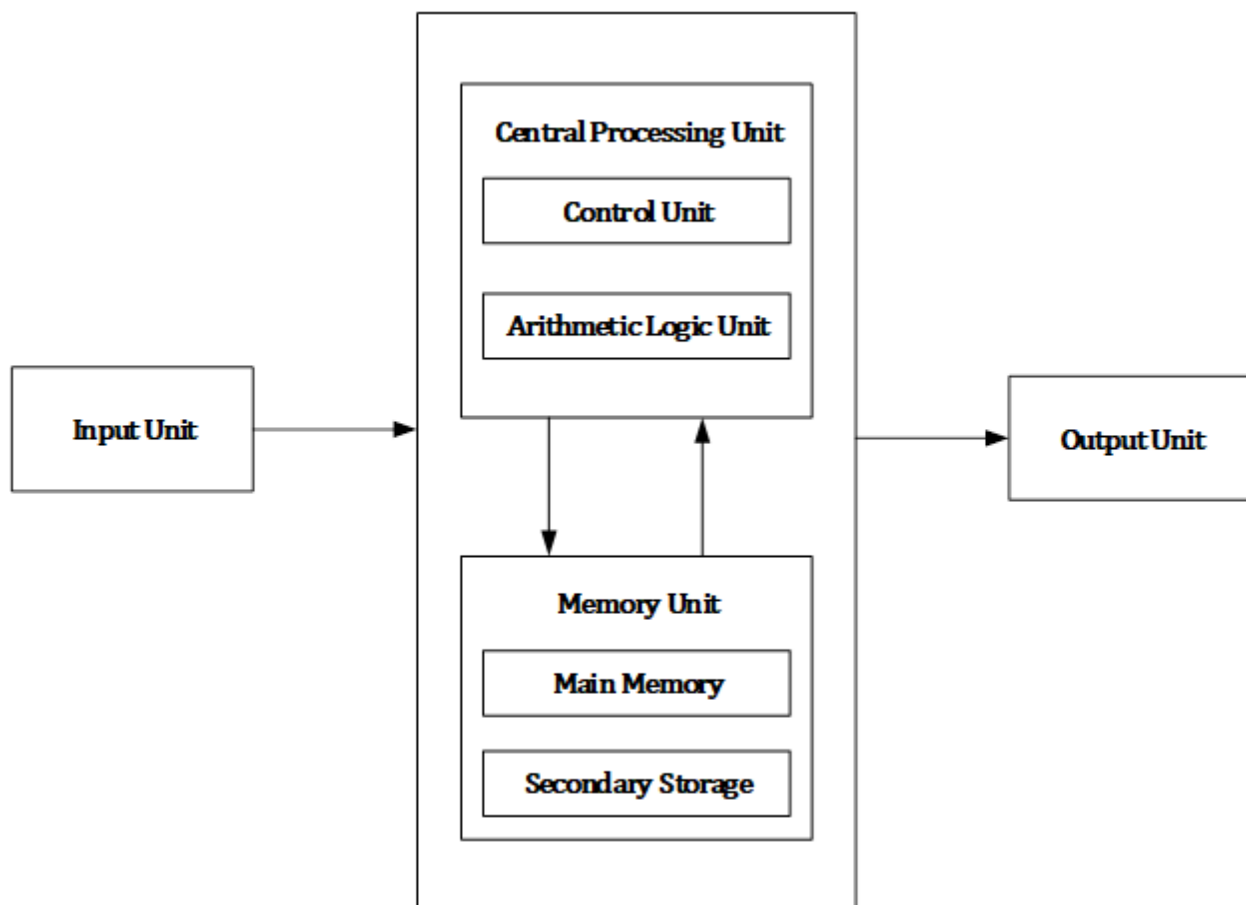 Central Processing Unit
Control Unit
Arithmetic Logic Unit
Input Unit
Output Unit
Memory Unit
Main Memory
Secondary Storage